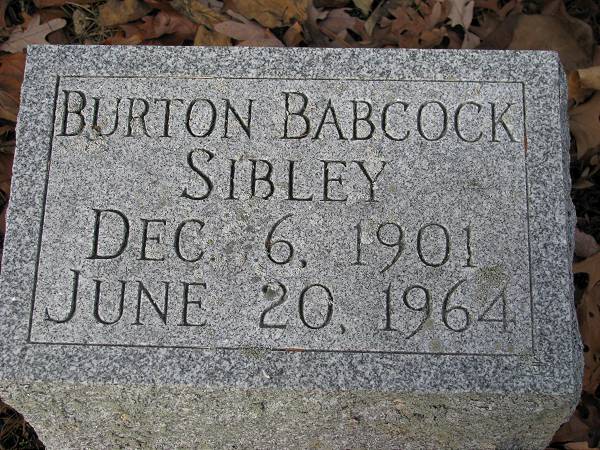 BURTON BABCOCK
SIBLEY
DEC. 6, 1901
JUNE 20, 1964